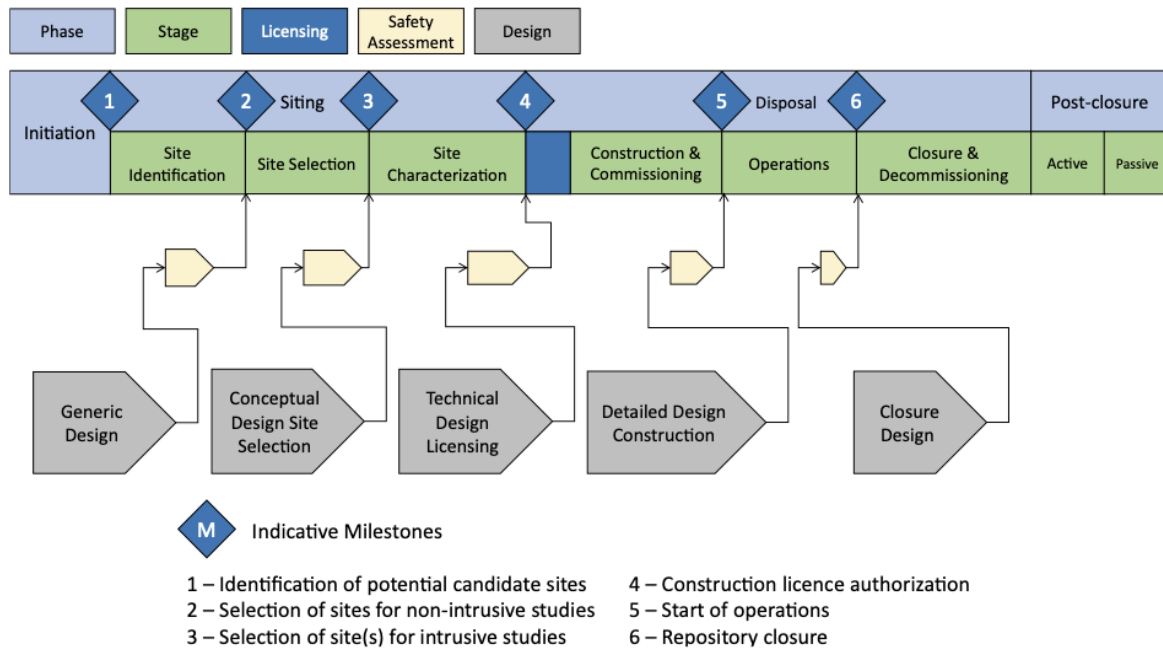 Phase
Stage
Licensing
Safety
Assessment
Design
1
2
Siting
3
4
5
Disposal
6
Post-closure
Initiation
Site
Identification
Site Selection
Site
Characterization
Construction &
Commissioning
Operations
Closure &
Decommissioning
Active
Passive
Generic
Design
Conceptual
Design Site
Selection
Technical
Design
Licensing
Detailed Design
Construction
Closure
Design
M
Indicative Milestones
1 – Identification of potential candidate sites
2 – Selection of sites for non-intrusive studies
3 – Selection of site(s) for intrusive studies
4 – Construction licence authorization
5 – Start of operations
6 – Repository closure